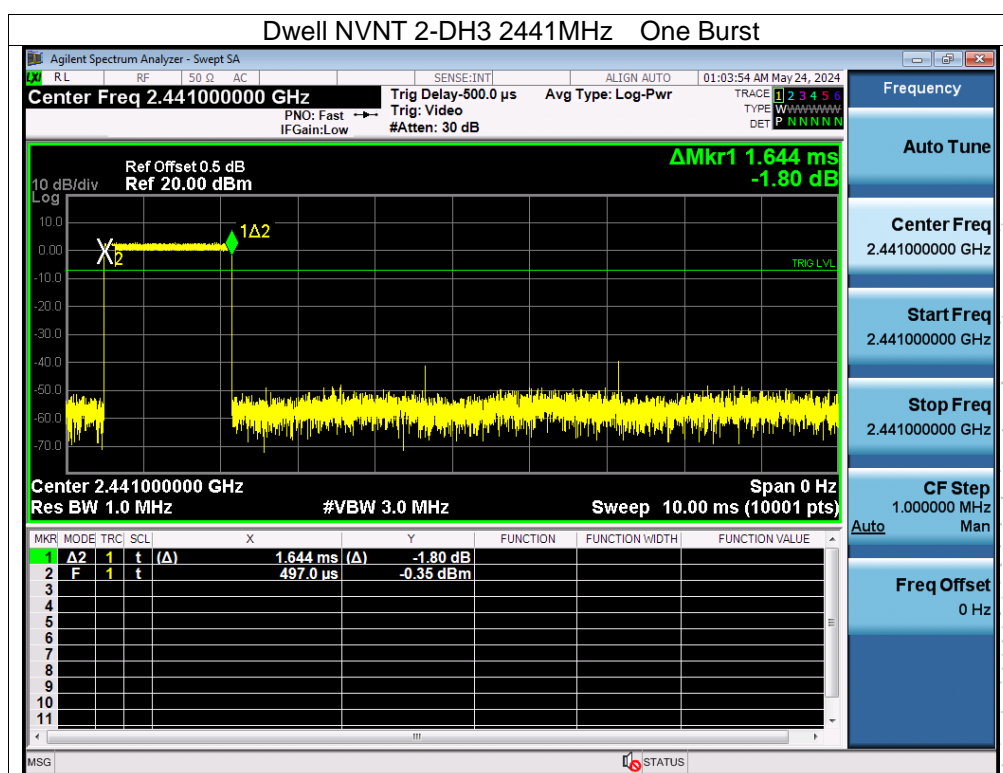 Dwell NVNT 2-DH3 2441MHz One Burst
Agilent Spectrum Analyzer - Swept SA
LXI RL RF 50 Ω AC SENSE:INT ALIGN AUTO 01:03:54 AM May 24, 2024
Center Freq 2.441000000 GHz
PNO: Fast
IFGain:Low
Trig Delay-500.0 µs
Trig: Video
#Atten: 30 dB
Avg Type: Log-Pwr
TRACE 1 2 3 4 5 6
TYPE WWWWWW
DET P N N N N N
Ref Offset 0.5 dB
Ref 20.00 dBm
10 dB/div
Log
ΔMkr1 1.644 ms
-1.80 dB
10.0
0.00
-10.0
-20.0
-30.0
-40.0
-50.0
-60.0
-70.0
X2
1Δ2
TRIG LVL
Center 2.441000000 GHz Span 0 Hz
Res BW 1.0 MHz #VBW 3.0 MHz Sweep 10.00 ms (10001 pts)
MKR MODE TRC SCL X Y FUNCTION FUNCTION WIDTH FUNCTION VALUE
1 Δ2 1 t (Δ) 1.644 ms (Δ) -1.80 dB
2 F 1 t 497.0 µs -0.35 dBm
3
4
5
6
7
8
9
10
11
MSG STATUS
Frequency
Auto Tune
Center Freq
2.441000000 GHz
Start Freq
2.441000000 GHz
Stop Freq
2.441000000 GHz
CF Step
1.000000 MHz
Auto Man
Freq Offset
0 Hz